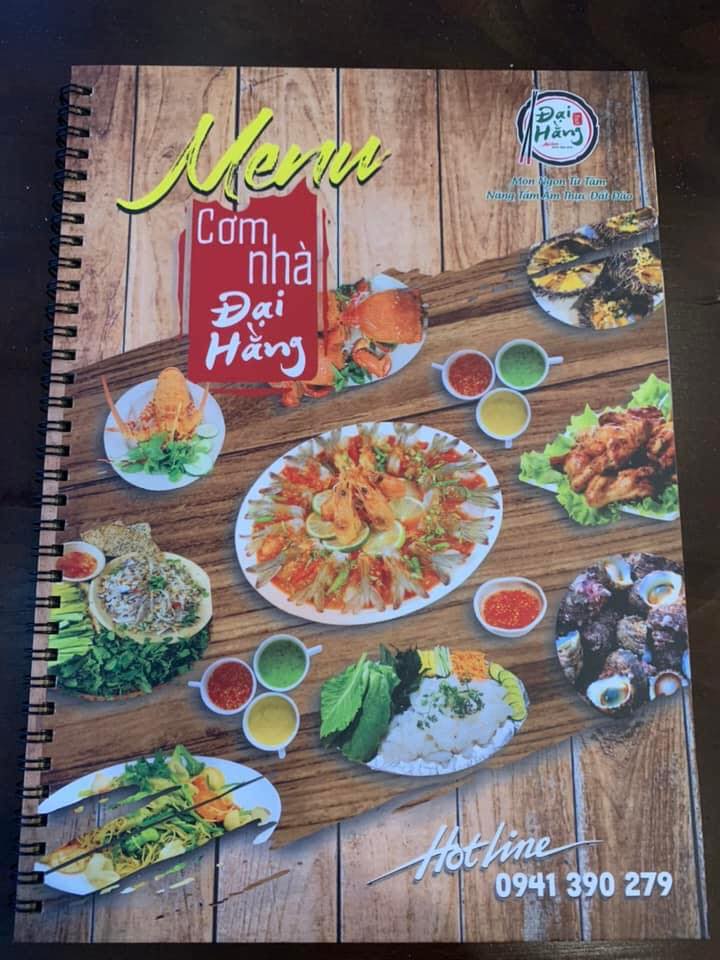 Menu
Đại
Hằng
Món Ngon Từ Tâm
Nâng Tầm Ẩm Thực Đất Đảo
Cơm
nhà
Đại
Hằng
Hotline
0941 390 279